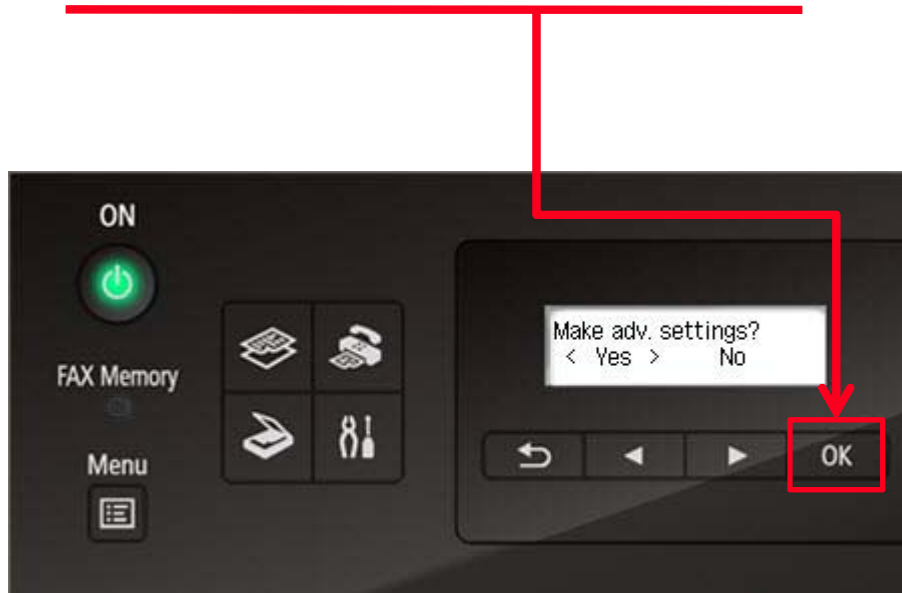 ON
FAX Memory
Menu
Make adv. settings?
< Yes > No
OK